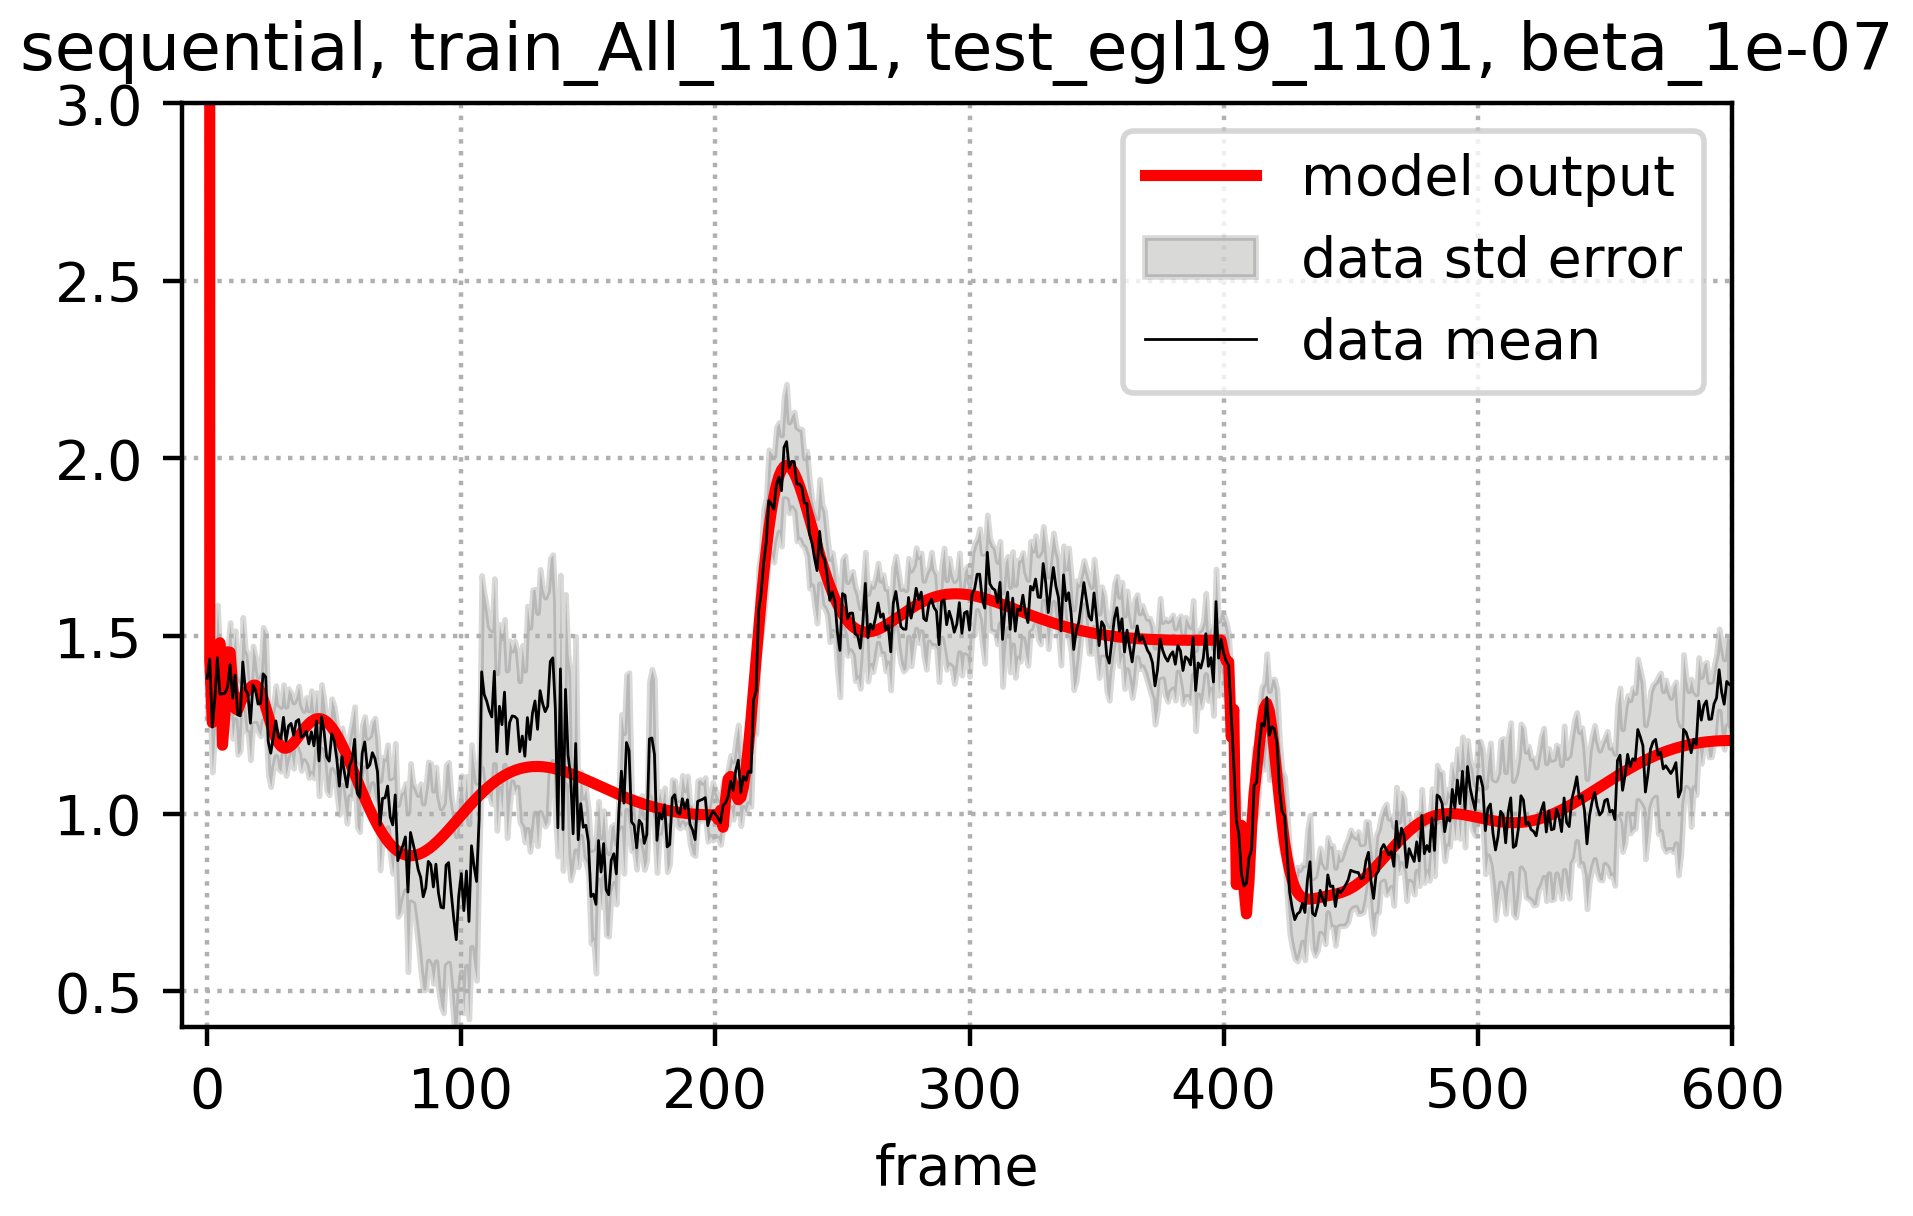 sequential, train_All_1101, test_egl19_1101, beta_1e-07
3.0
2.5
2.0
1.5
1.0
0.5
model output
data std error
data mean
0 100 200 300 400 500 600
frame